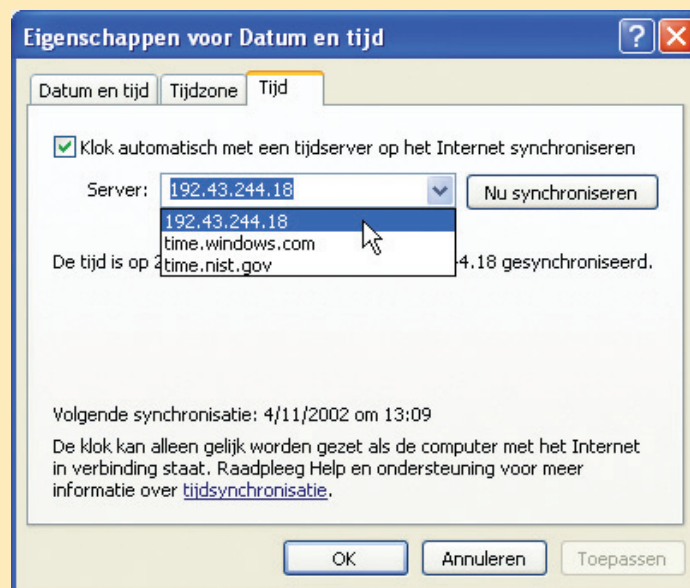 Eigenschappen voor Datum en tijd
Datum en tijd Tijdzone Tijd
Klok automatisch met een tijdserver op het Internet synchroniseren
Server: 192.43.244.18 Nu synchroniseren
192.43.244.18
time.windows.com
time.nist.gov
De tijd is op 2 4.18 gesynchroniseerd.
Volgende synchronisatie: 4/11/2002 om 13:09
De klok kan alleen gelijk worden gezet als de computer met het Internet
in verbinding staat. Raadpleeg Help en ondersteuning voor meer
informatie over tijdsynchronisatie.
OK Annuleren Toepassen